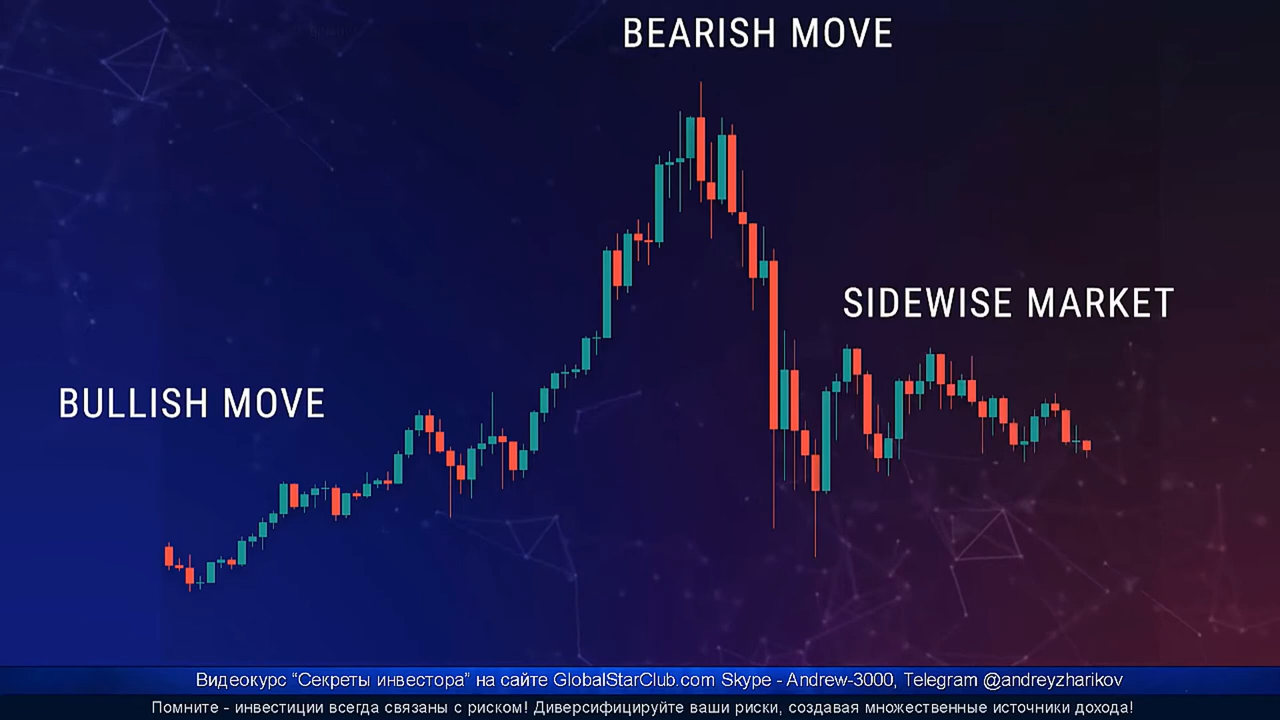 BEARISH MOVE
SIDEWISE MARKET
BULLISH MOVE
Видеокурс “Секреты инвестора” на сайте GlobalStarClub.com Skype - Andrew-3000, Telegram @andreyzharikov
Помните - инвестиции всегда связаны с риском! Диверсифицируйте ваши риски, создавая множественные источники дохода!